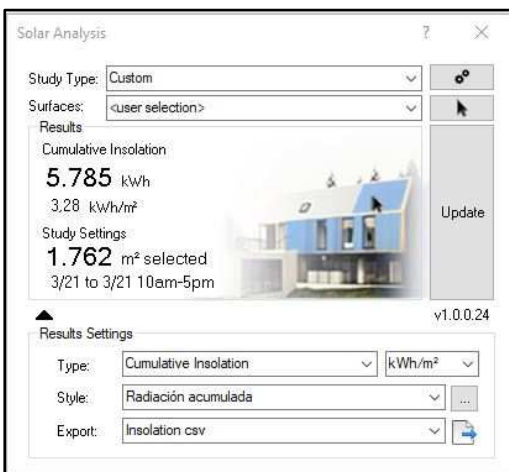 Solar Analysis ? ×
Study Type: Custom
Surfaces: <user selection>
Results
Cumulative Insolation
5.785 kWh
3,28 kWh/m²
Study Settings
1.762 m² selected
3/21 to 3/21 10am-5pm
Update
v1.0.0.24
Results Settings
Type: Cumulative Insolation kWh/m²
Style: Radiación acumulada ...
Export: Insolation csv